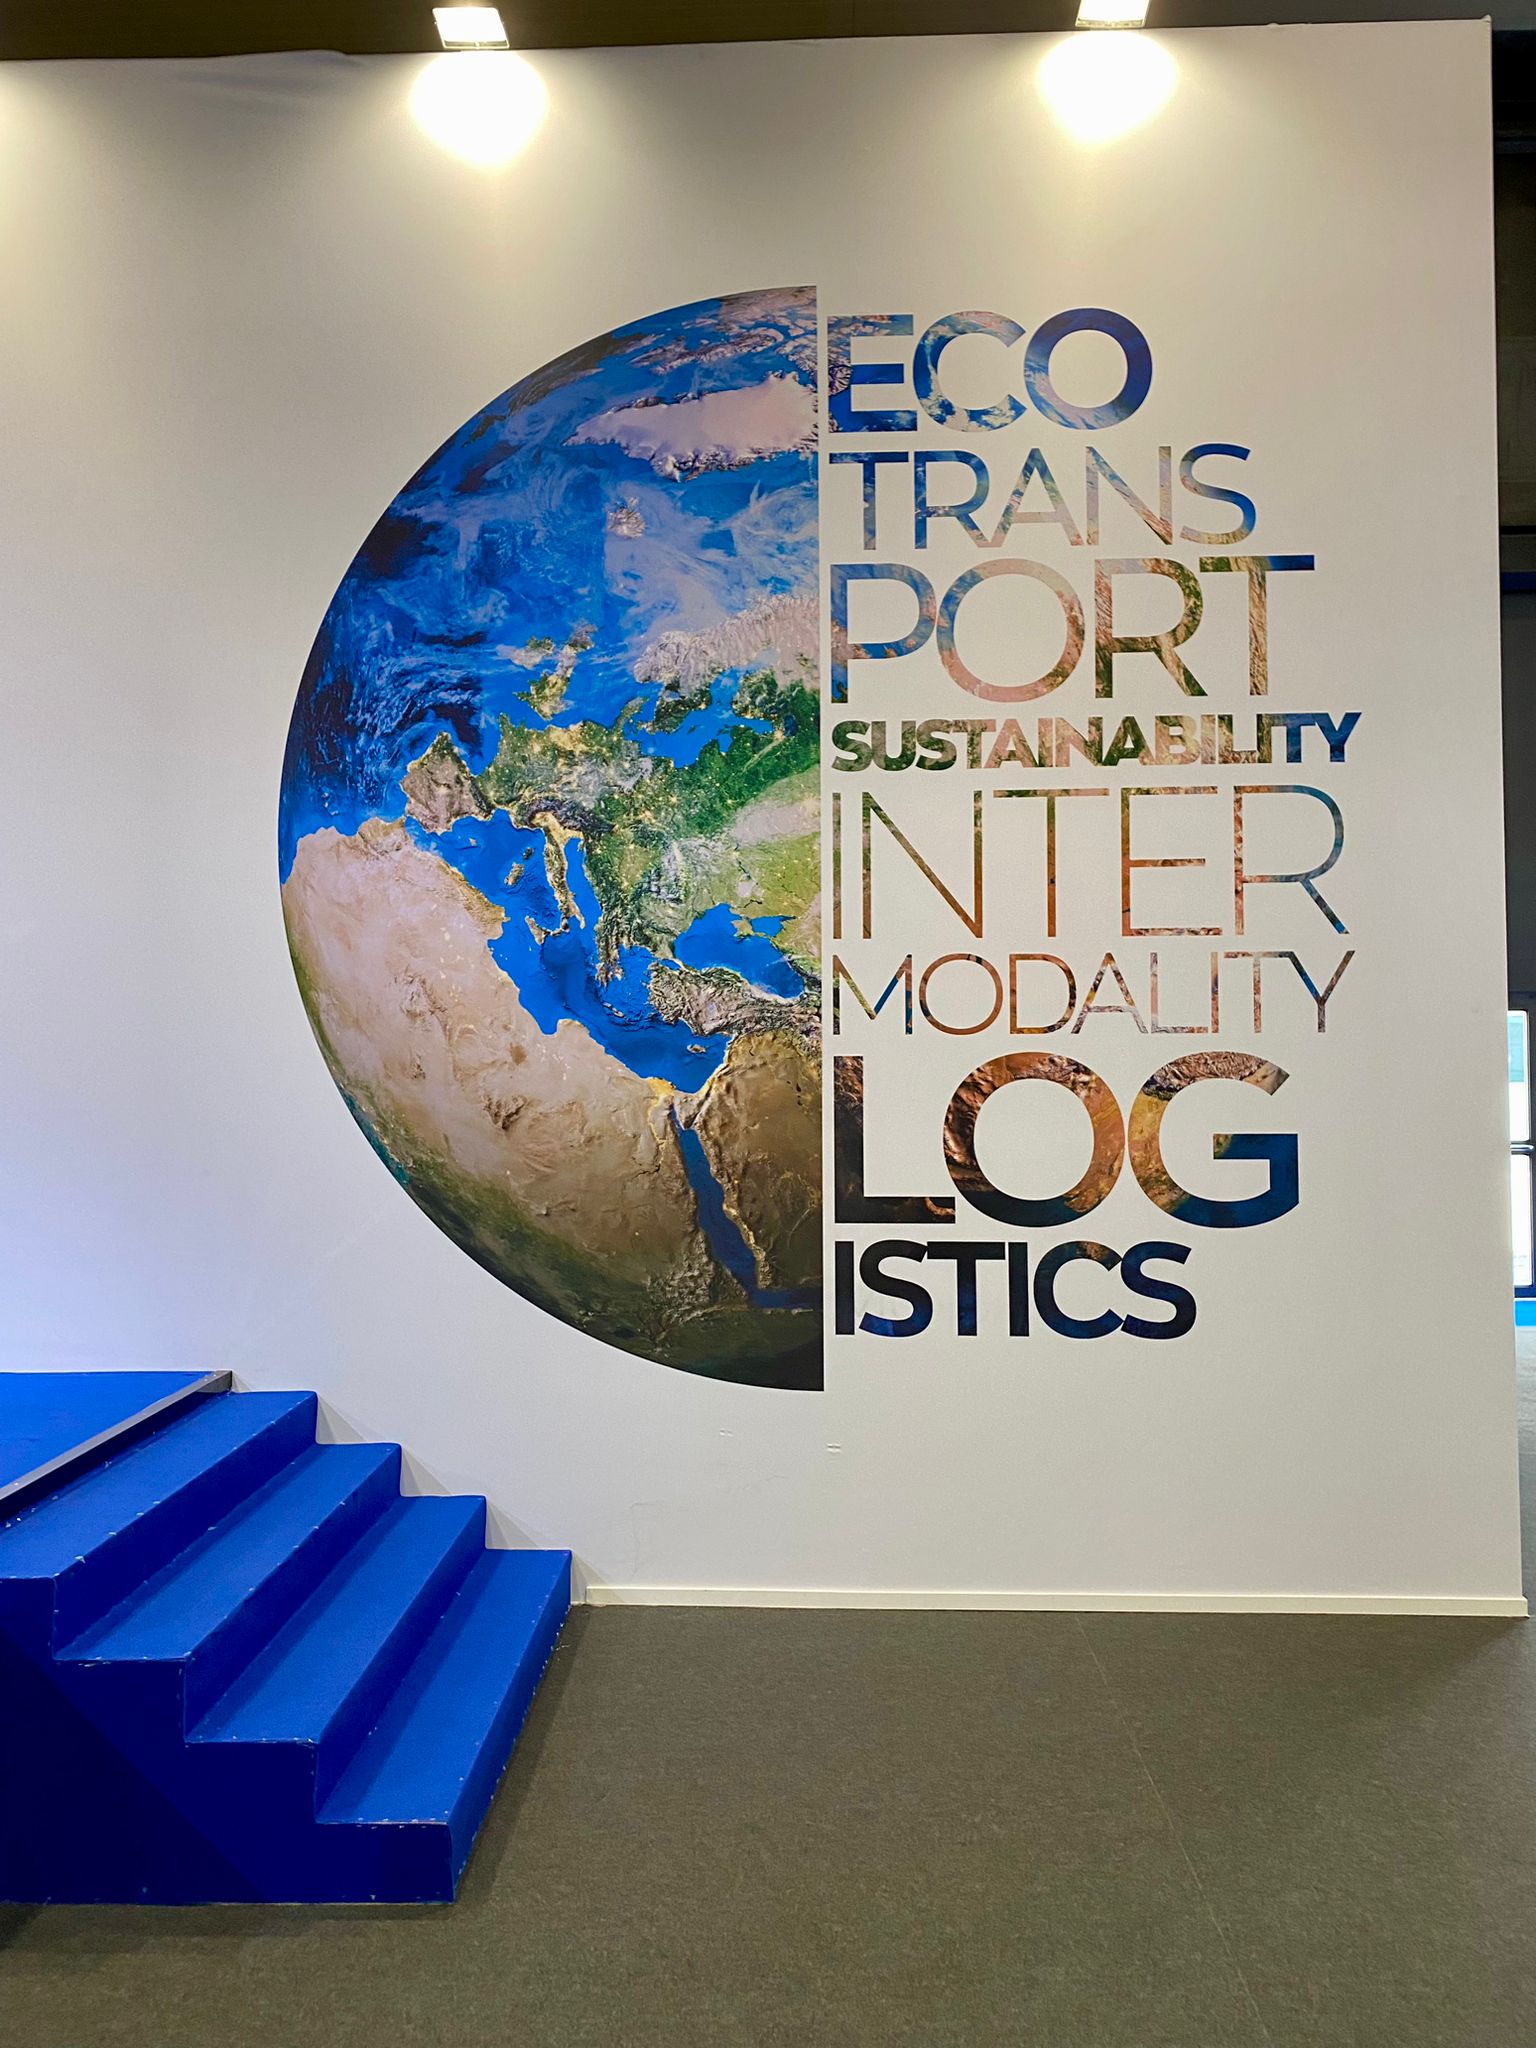 ECO
TRANS
PORT
SUSTAINABILITY
INTER
MODALITY
LOG
ISTICS